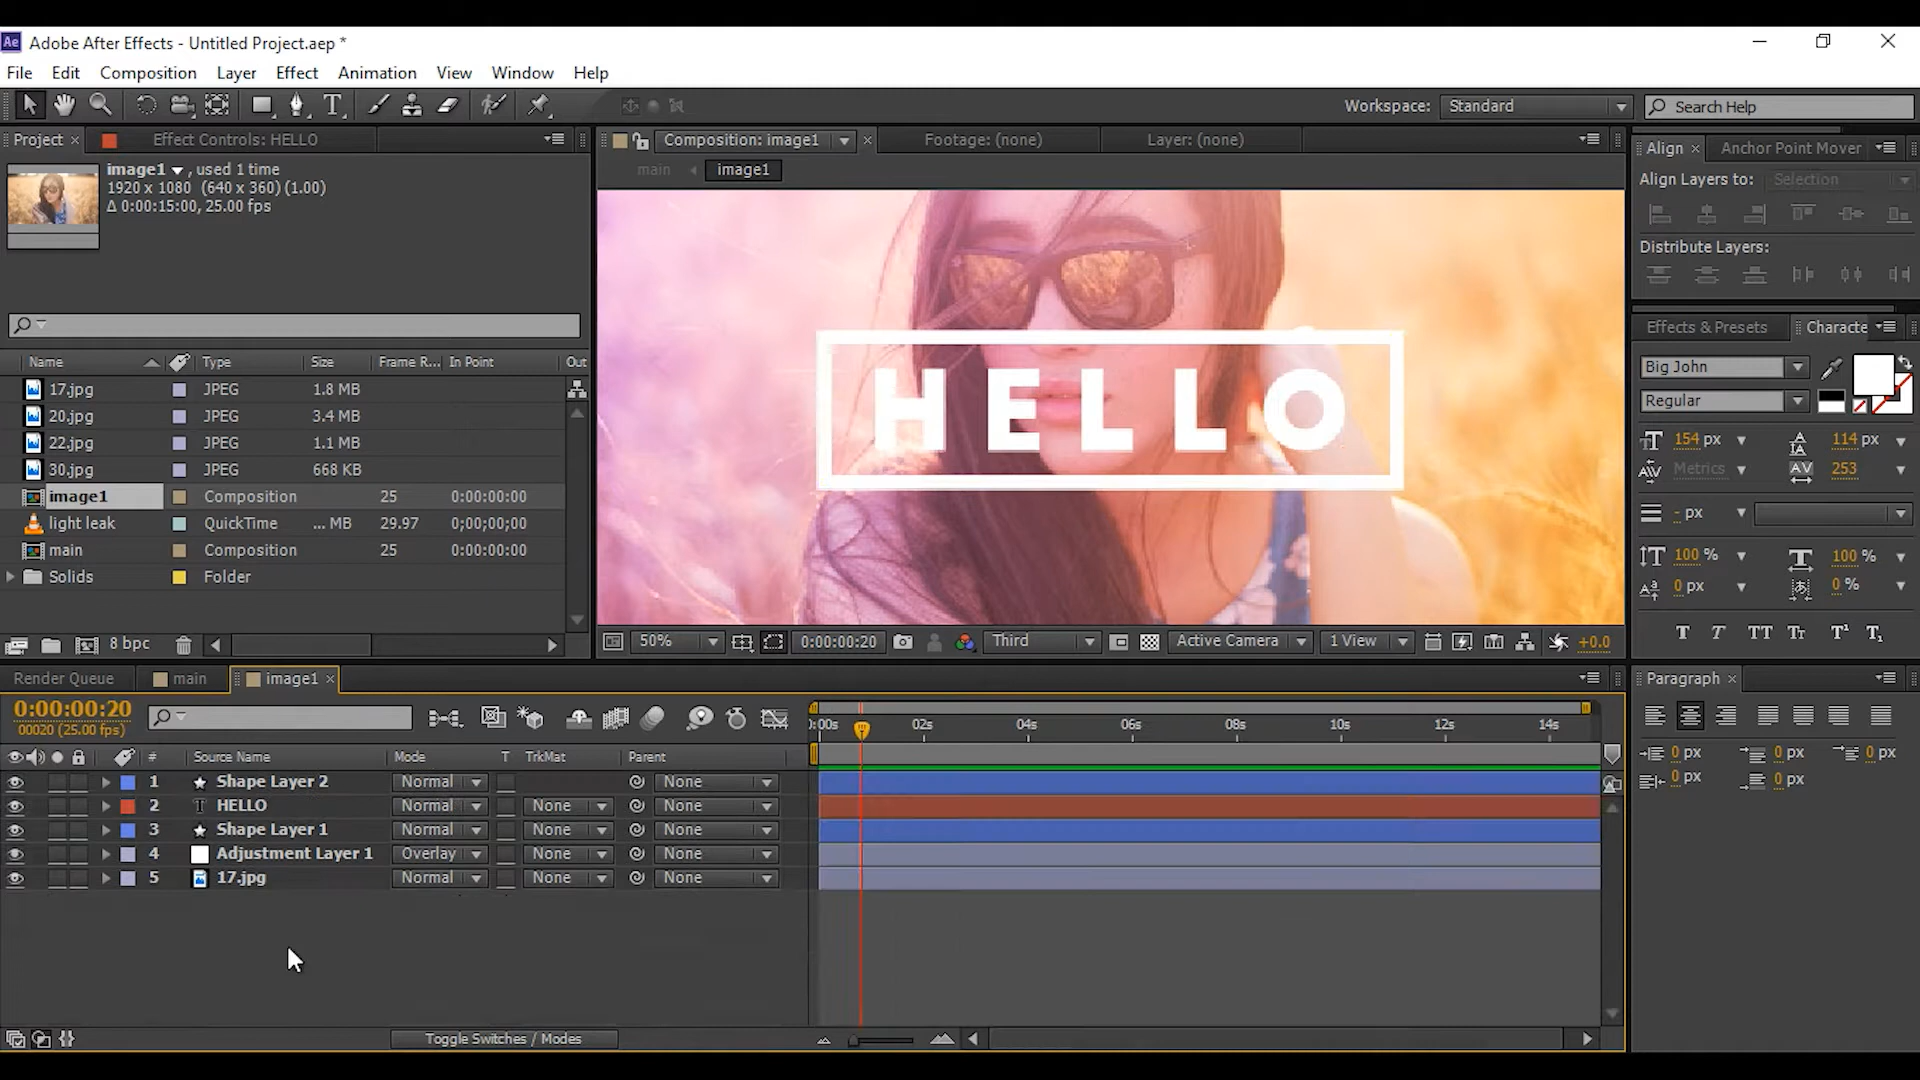 Ae Adobe After Effects - Untitled Project.aep *
File Edit Composition Layer Effect Animation View Window Help
T Workspace: Standard Search Help
Project × Effect Controls: HELLO
image1 , used 1 time
1920 x 1080 (640 x 360) (1.00)
Δ 0:00:15:00, 25.00 fps
Name Type Size Frame R... In Point Out
17.jpg JPEG 1.8 MB
20.jpg JPEG 3.4 MB
22.jpg JPEG 1.1 MB
30.jpg JPEG 668 KB
image1 Composition 25 0:00:00:00
light leak QuickTime ... MB 29.97 0;00;00;00
main Composition 25 0:00:00:00
Solids Folder
8 bpc
Composition: image1 × Footage: (none) Layer: (none)
main image1
HELLO
50% 0:00:00:20 Third Active Camera 1 View +0.0
Align × Anchor Point Mover
Align Layers to: Selection
Distribute Layers:
Effects & Presets Characte
Big John
Regular
154 px 114 px
Metrics 253
- px
100 % 100 %
0 px 0 %
T T TT Tr T¹ T₁
Paragraph ×
0 px 0 px 0 px
0 px 0 px
Render Queue main image1 ×
0:00:00:20
00020 (25.00 fps)
):00s 02s 04s 06s 08s 10s 12s 14s
# Source Name Mode T TrkMat Parent
1 Shape Layer 2 Normal None
2 T HELLO Normal None None
3 Shape Layer 1 Normal None None
4 Adjustment Layer 1 Overlay None None
5 17.jpg Normal None None
Toggle Switches / Modes